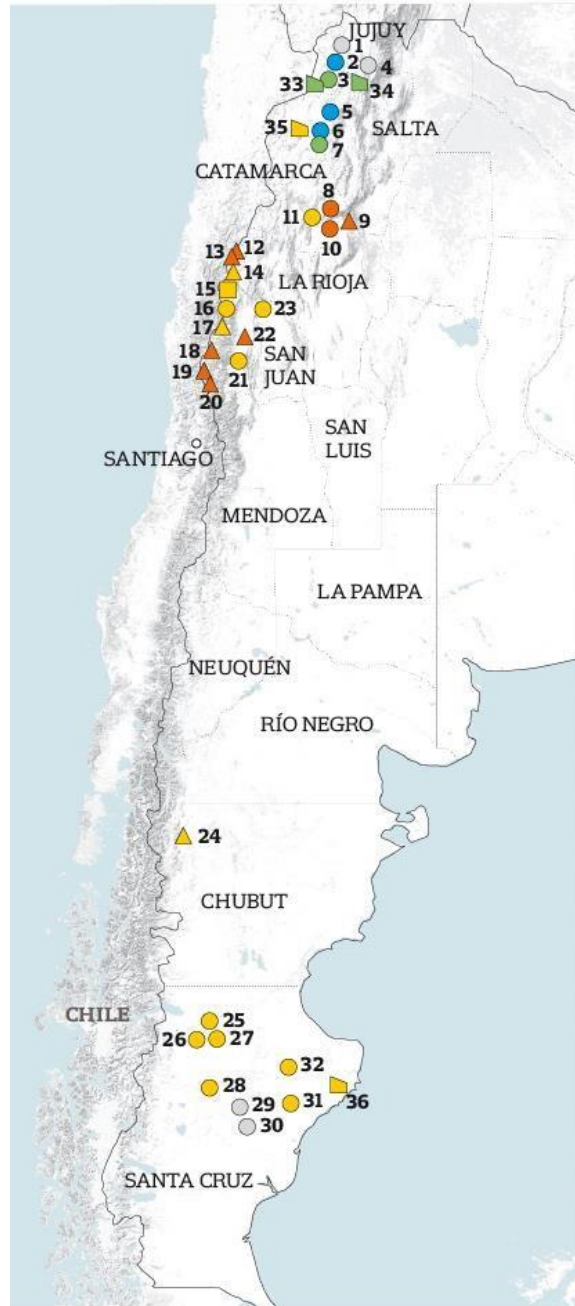 JUJUY
1
2
4
3
33
34
5
35
SALTA
6
7
CATAMARCA
8
11
9
10
12
13
14
LA RIOJA
15
16
23
17
22
18
SAN
JUAN
19
21
20
SAN
LUIS
SANTIAGO
MENDOZA
LA PAMPA
NEUQUÉN
RÍO NEGRO
24
CHUBUT
CHILE
25
26
27
32
28
36
29
31
30
SANTA CRUZ